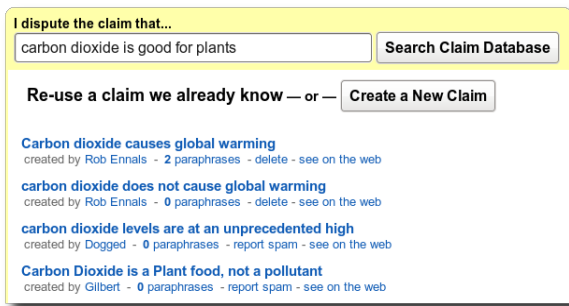 I dispute the claim that...
carbon dioxide is good for plants Search Claim Database
Re-use a claim we already know — or — Create a New Claim
Carbon dioxide causes global warming
created by Rob Ennals - 2 paraphrases - delete - see on the web
carbon dioxide does not cause global warming
created by Rob Ennals - 0 paraphrases - delete - see on the web
carbon dioxide levels are at an unprecedented high
created by Dogged - 0 paraphrases - report spam - see on the web
Carbon Dioxide is a Plant food, not a pollutant
created by Gilbert - 0 paraphrases - report spam - see on the web